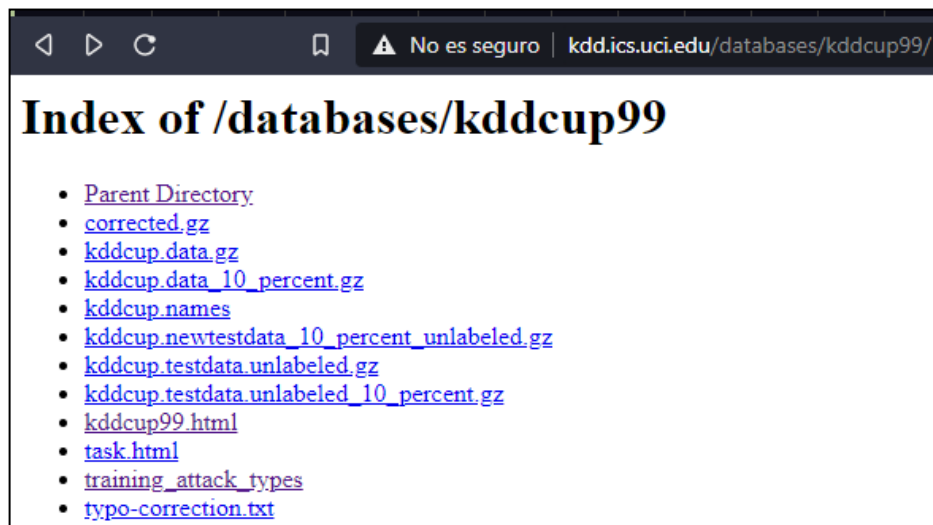 No es seguro | kdd.ics.uci.edu/databases/kddcup99/
Index of /databases/kddcup99
Parent Directory
corrected.gz
kddcup.data.gz
kddcup.data_10_percent.gz
kddcup.names
kddcup.newtestdata_10_percent_unlabeled.gz
kddcup.testdata.unlabeled.gz
kddcup.testdata.unlabeled_10_percent.gz
kddcup99.html
task.html
training_attack_types
typo-correction.txt